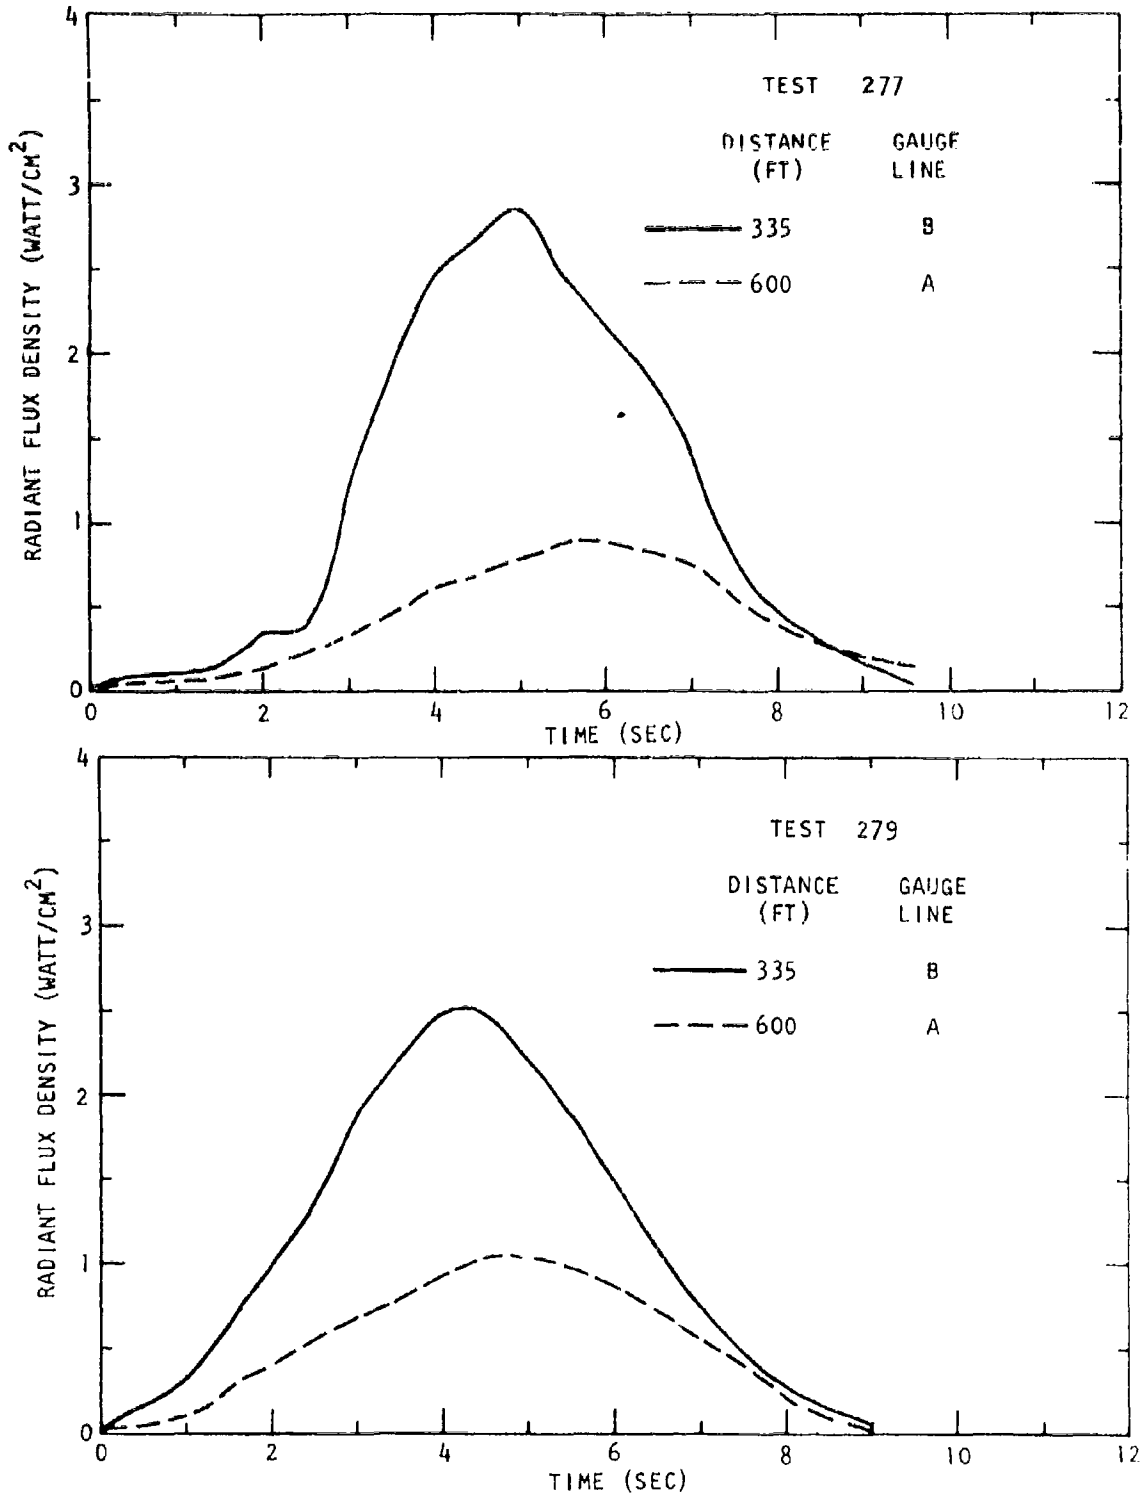 4
3
2
1
0
RADIANT FLUX DENSITY (WATT/CM²)
TEST 277
DISTANCE GAUGE
(FT) LINE
335 B
600 A
0 2 4 6 8 10 12
TIME (SEC)
4
3
2
1
0
RADIANT FLUX DENSITY (WATT/CM²)
TEST 279
DISTANCE GAUGE
(FT) LINE
335 B
600 A
0 2 4 6 8 10 12
TIME (SEC)